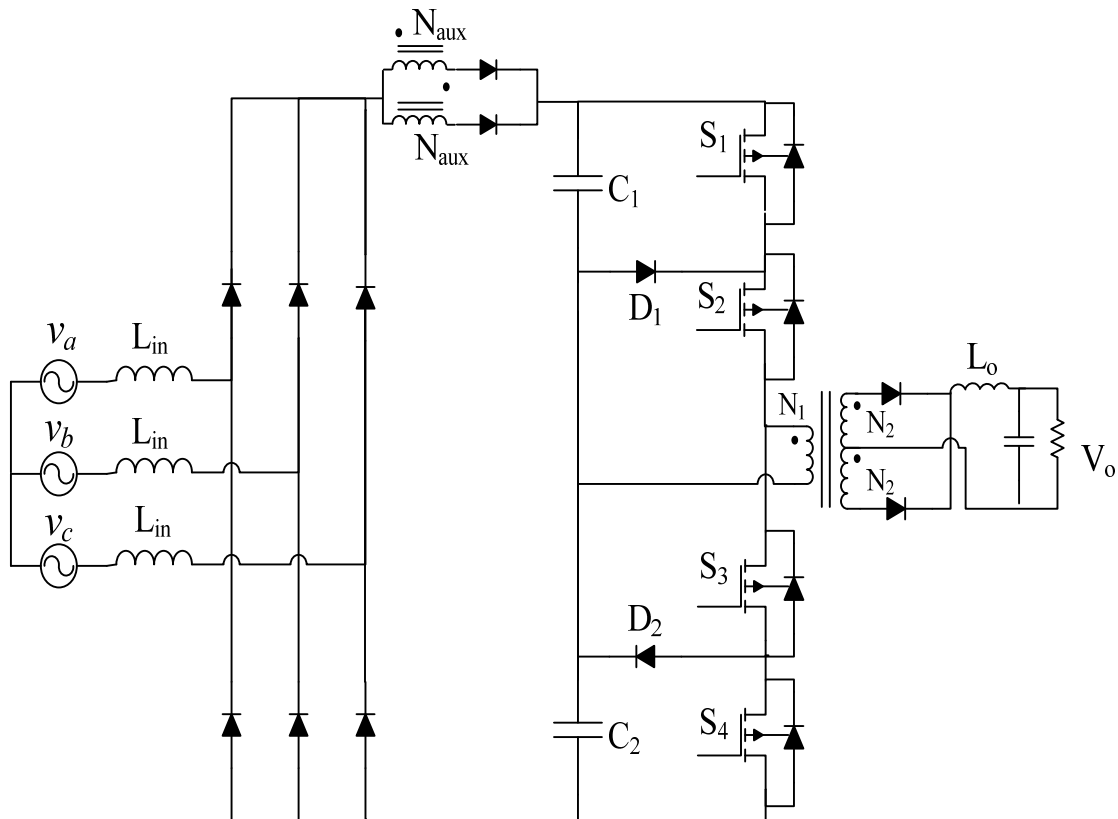 N_aux
N_aux
S_1
C_1
D_1
S_2
v_a
L_in
v_b
L_in
v_c
L_in
N_1
N_2
N_2
L_o
V_o
S_3
D_2
C_2
S_4